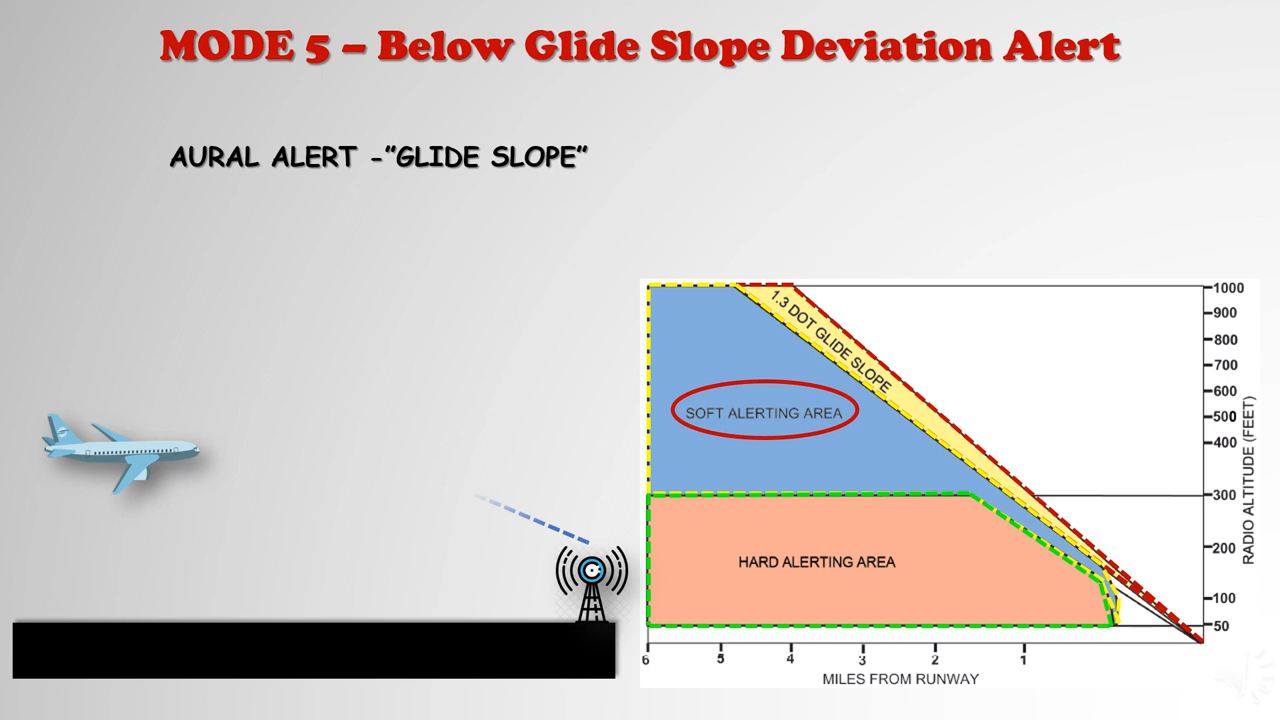 MODE 5 – Below Glide Slope Deviation Alert
AURAL ALERT -"GLIDE SLOPE"
1.3 DOT GLIDE SLOPE
SOFT ALERTING AREA
HARD ALERTING AREA
1000
900
800
700
600
500
400
300
200
100
50
RADIO ALTITUDE (FEET)
6 5 4 3 2 1
MILES FROM RUNWAY